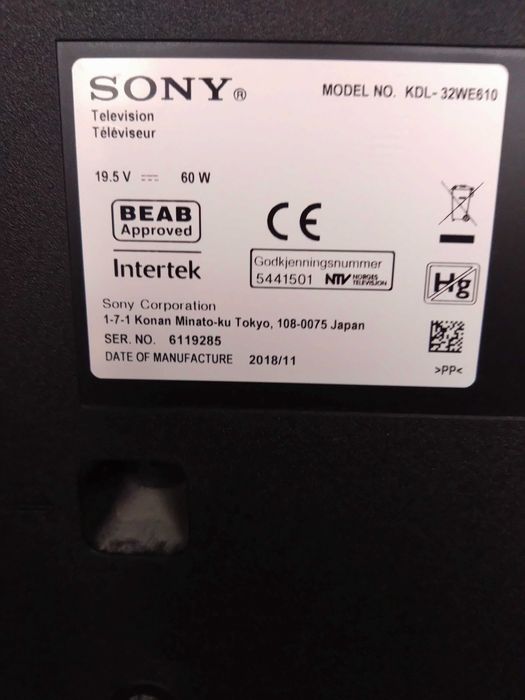 SONY® MODEL NO. KDL-32WE610
Television
Téléviseur
19.5 V 60 W
BEAB
Approved
CE
Intertek
Godkjenningsnummer
5441501 NTV NORGES TELEVISJON
Hg
Sony Corporation
1-7-1 Konan Minato-ku Tokyo, 108-0075 Japan
SER. NO. 6119285
DATE OF MANUFACTURE 2018/11
>PP<